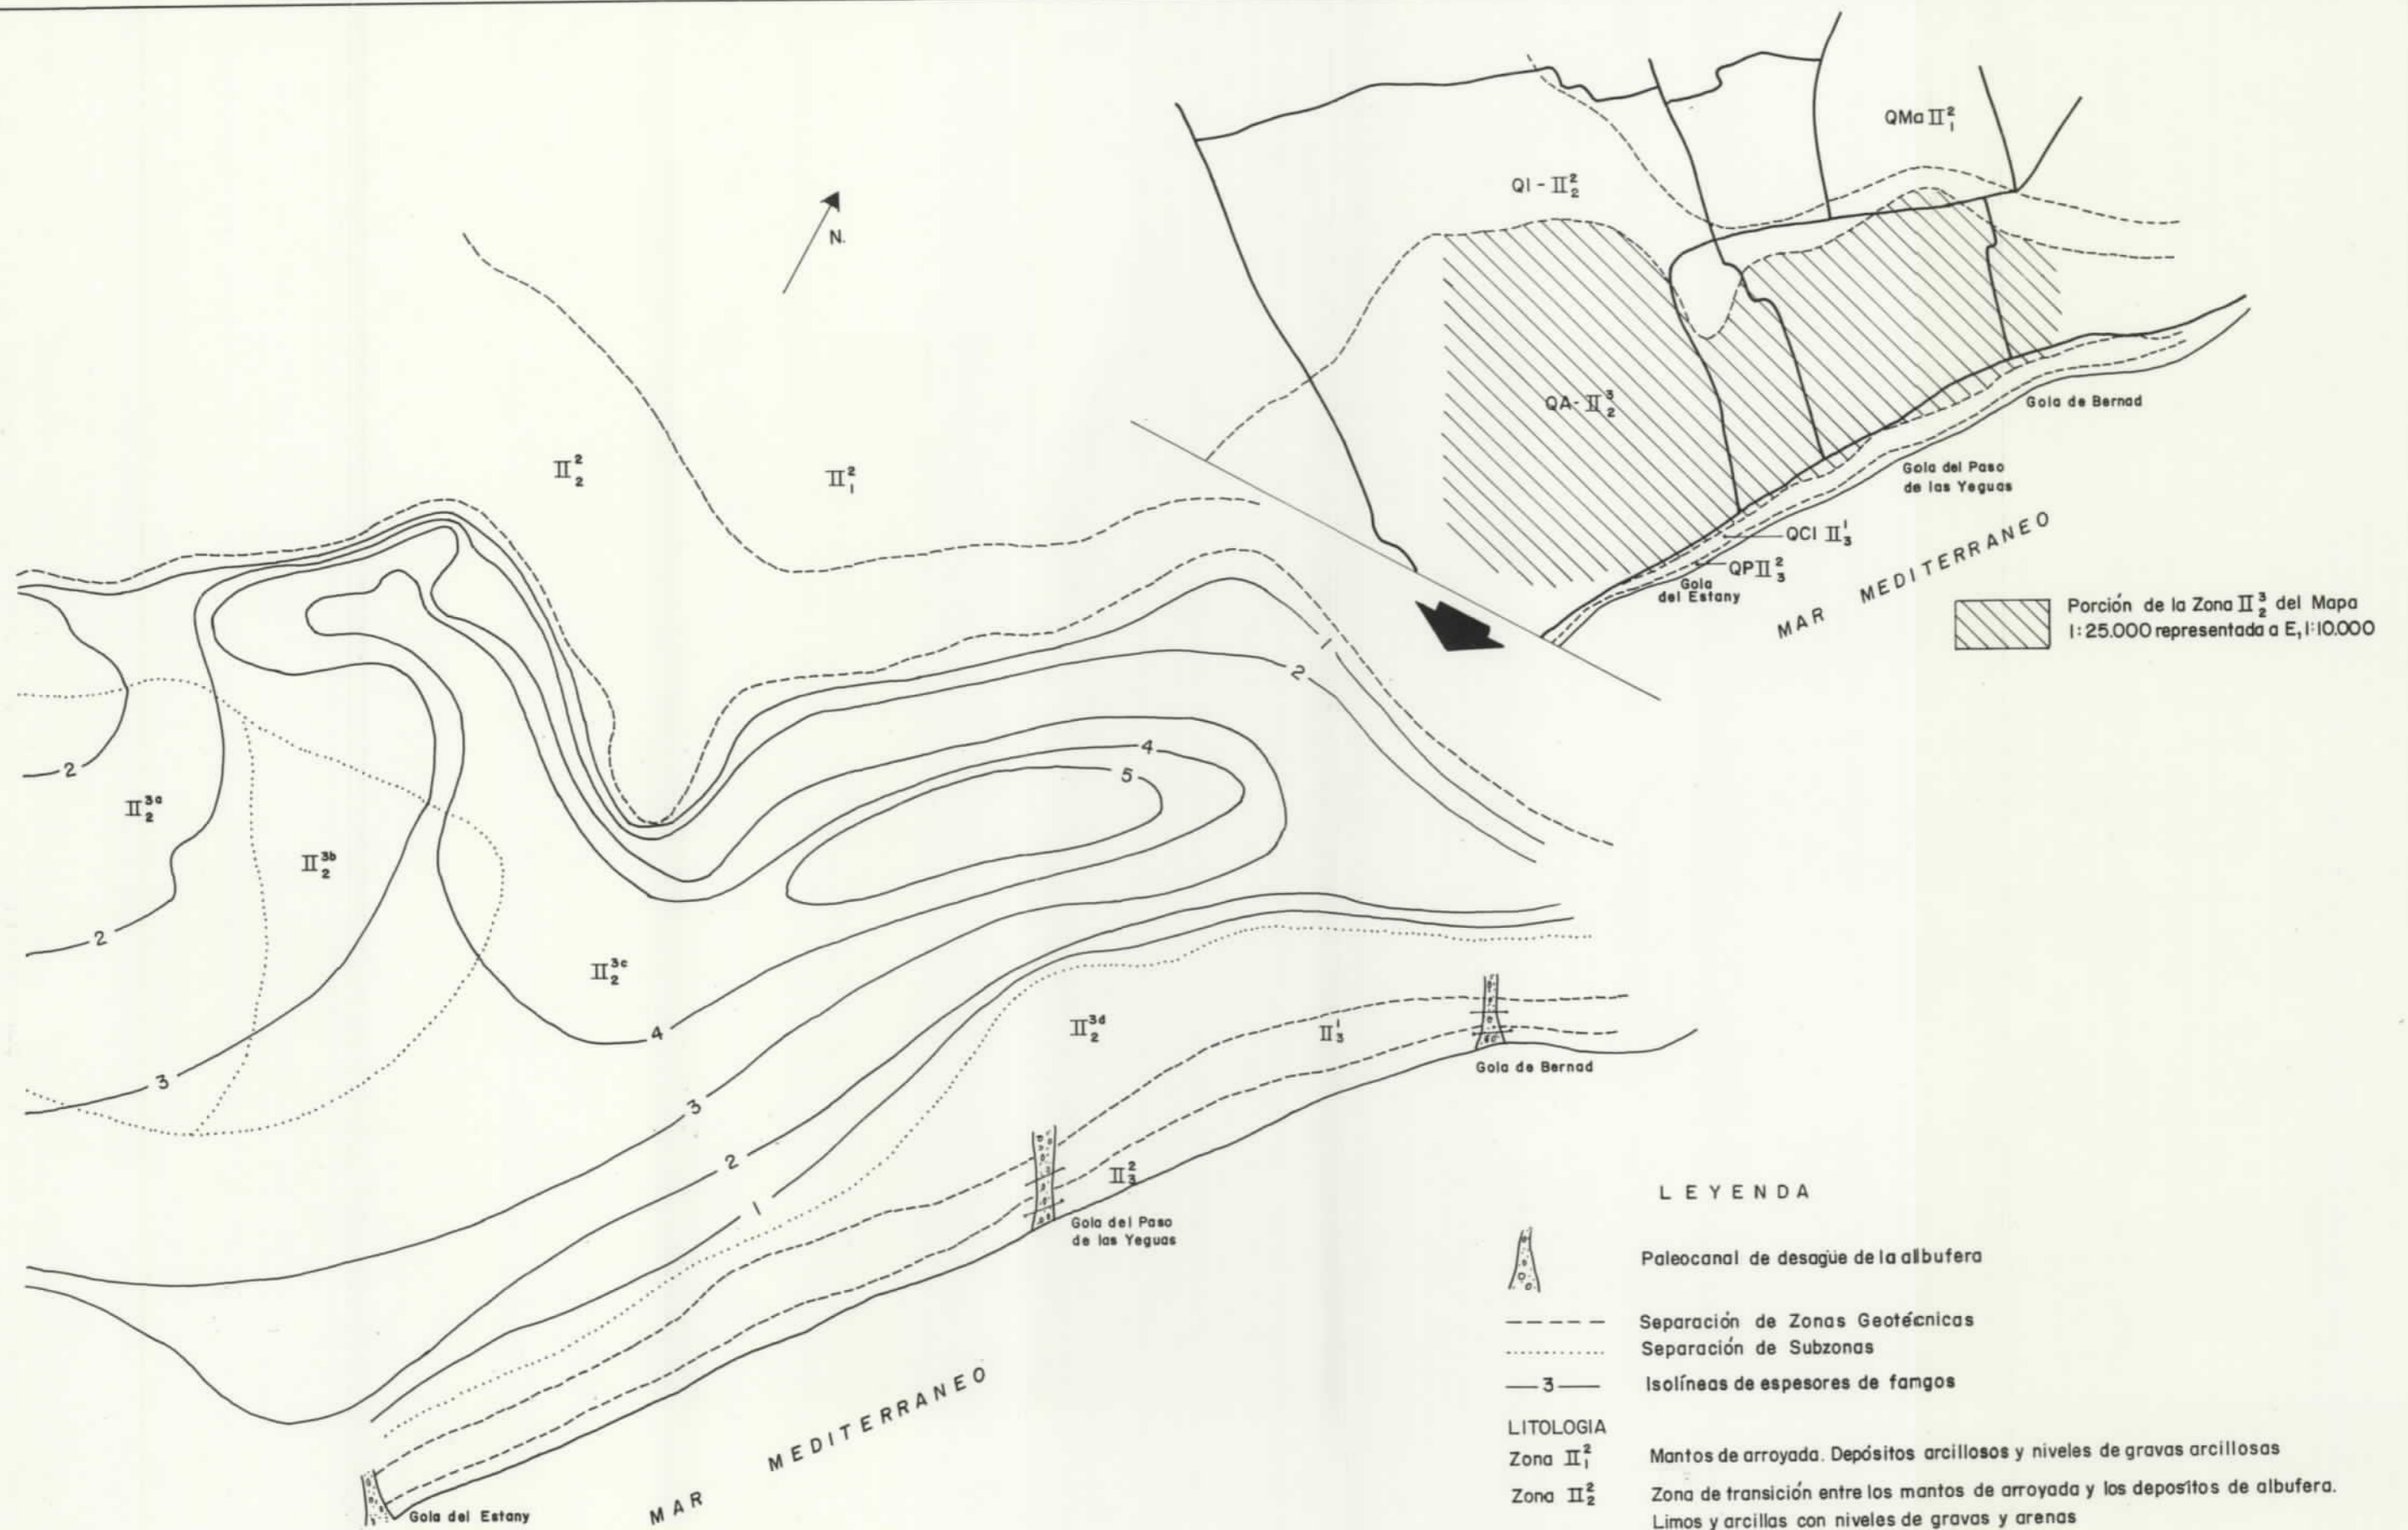 QMa II²₁
QI - II²₂
N.
QA - II³₂
Gola de Bernad
Gola del Paso
de las Yeguas
QCI II¹₃
QP II²₃
Gola
del Estany
MAR MEDITERRANEO
Porción de la Zona II³₂ del Mapa
1:25.000 representada a E, 1:10.000
II²₂
II²₁
1
2
4
5
2
II³ᵃ₂
II³ᵇ₂
2
II³ᶜ₂
4
II³ᵈ₂
II¹₃
Gola de Bernad
3
3
2
II²₃
1
Gola del Paso
de las Yeguas
MAR MEDITERRANEO
Gola del Estany
LEYENDA
Paleocanal de desagüe de la albufera
Separación de Zonas Geotécnicas
Separación de Subzonas
3 Isolíneas de espesores de fangos
LITOLOGIA
Zona II²₁ Mantos de arroyada. Depósitos arcillosos y niveles de gravas arcillosas
Zona II²₂ Zona de transición entre los mantos de arroyada y los depositos de albufera.
Limos y arcillas con niveles de gravas y arenas